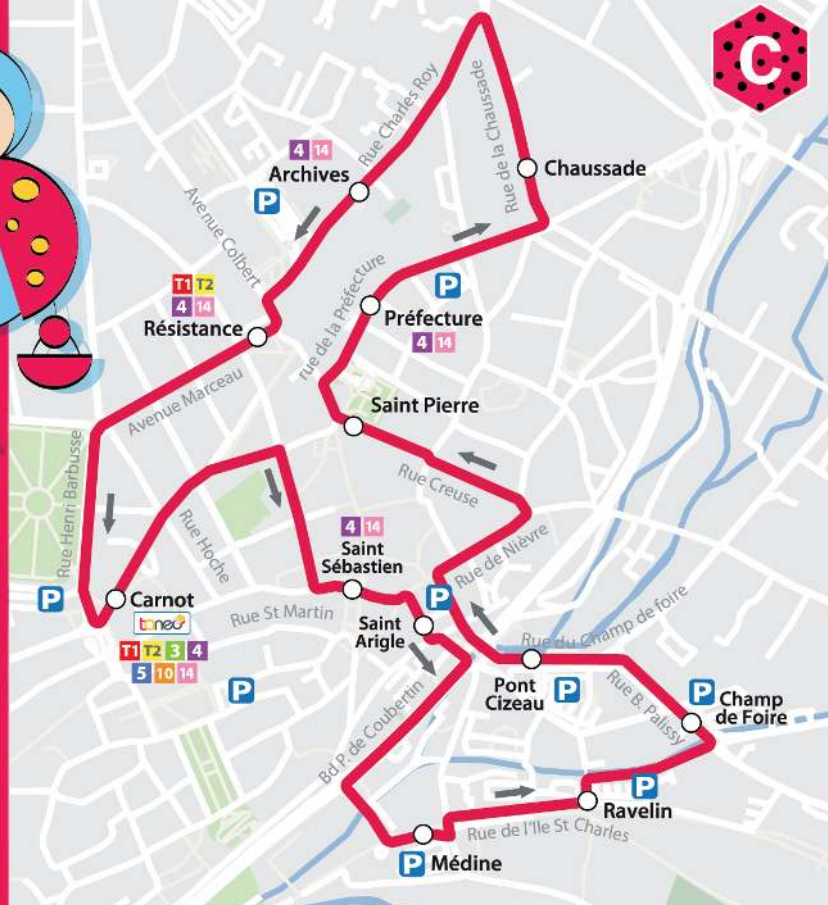 C
Rue Charles Roy
Rue de la Chaussade
4 14
Archives
P
Chaussade
Avenue Colbert
T1 T2
4 14
Résistance
rue de la Préfecture
P
Préfecture
4 14
Avenue Marceau
Saint Pierre
Rue Henri Barbusse
Rue Creuse
Rue Hoche
4 14
Saint
Sébastien
Rue de Nièvre
P
Carnot
taneo
T1 T2 3 4
5 10 14
Rue St Martin
P
Saint
Arigle
Rue du Champ de foire
P
Pont
Cizeau
P
Rue B. Palissy
P
Champ
de Foire
Bd P. de Coubertin
P
Ravelin
Rue de l'Ile St Charles
P
Médine